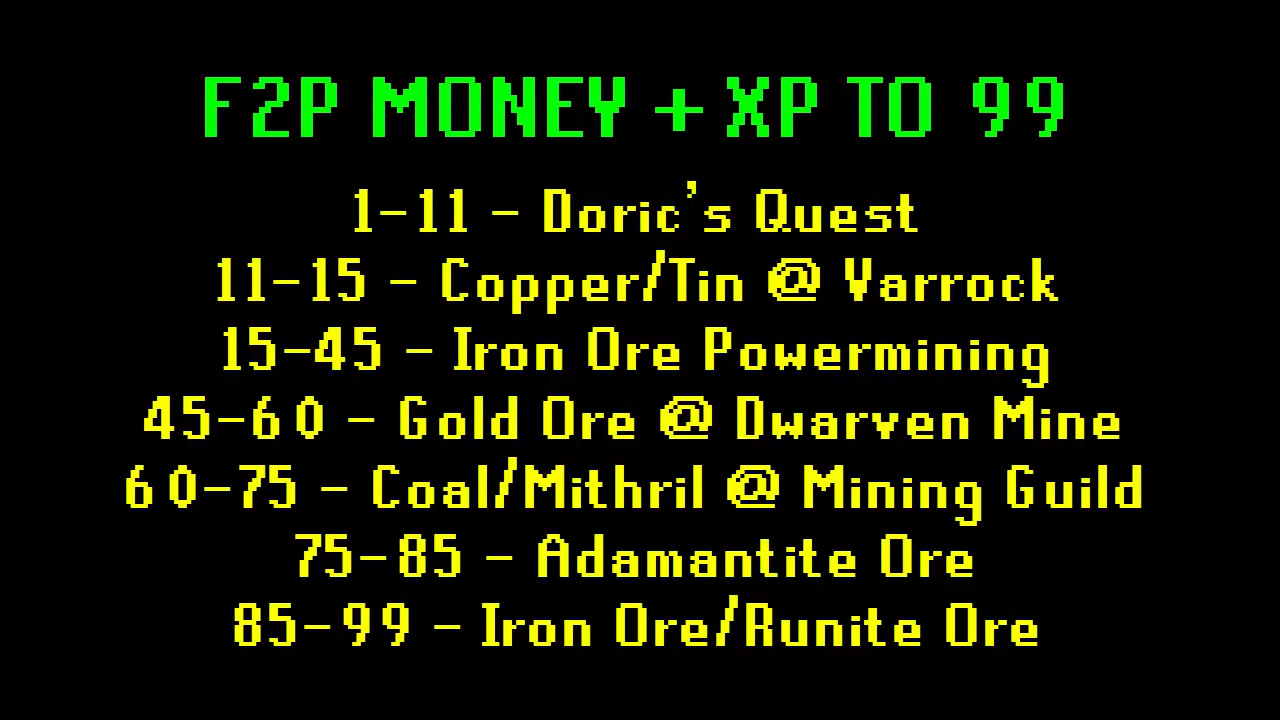 F2P MONEY + XP TO 99
1-11 - Doric's Quest
11-15 - Copper/Tin @ Varrock
15-45 - Iron Ore Powermining
45-60 - Gold Ore @ Dwarven Mine
60-75 - Coal/Mithril @ Mining Guild
75-85 - Adamantite Ore
85-99 - Iron Ore/Runite Ore